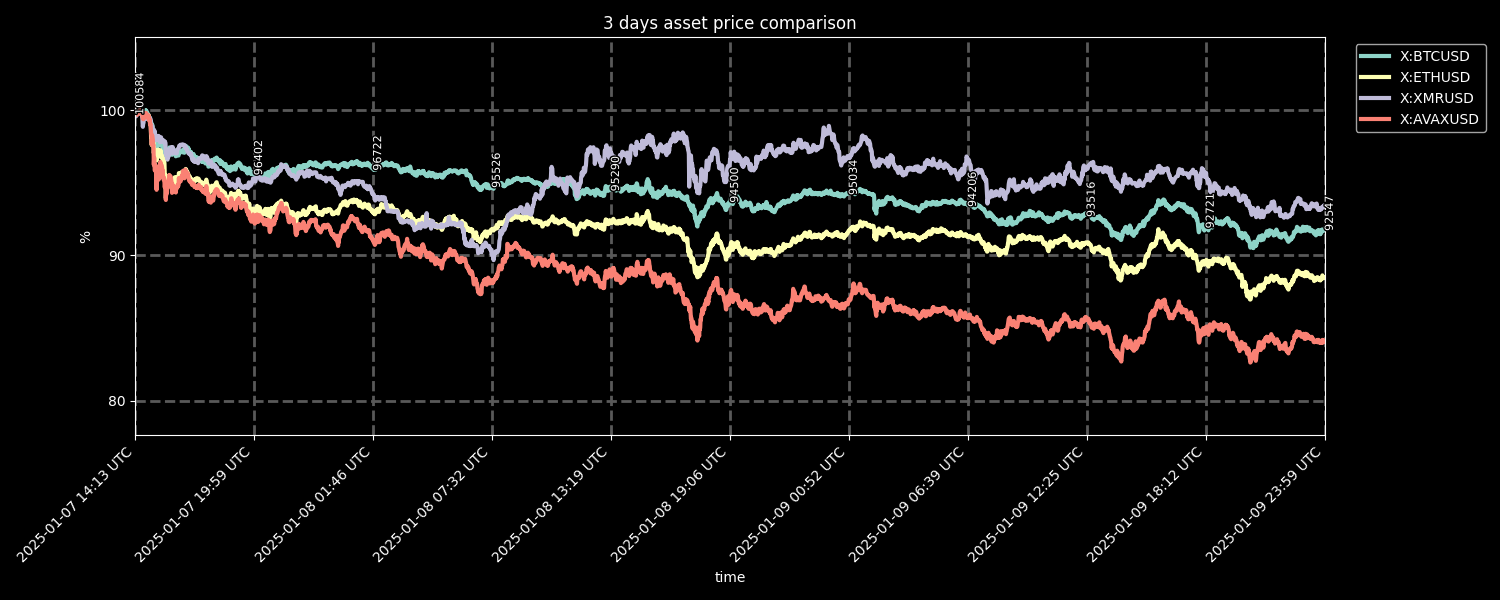 3 days asset price comparison
X:BTCUSD
X:ETHUSD
X:XMRUSD
X:AVAXUSD
%
100
90
80
100584
96402
96722
95526
95290
94500
95034
94206
93516
92721
92547
2025-01-07 14:13 UTC
2025-01-07 19:59 UTC
2025-01-08 01:46 UTC
2025-01-08 07:32 UTC
2025-01-08 13:19 UTC
2025-01-08 19:06 UTC
2025-01-09 00:52 UTC
2025-01-09 06:39 UTC
2025-01-09 12:25 UTC
2025-01-09 18:12 UTC
2025-01-09 23:59 UTC
time